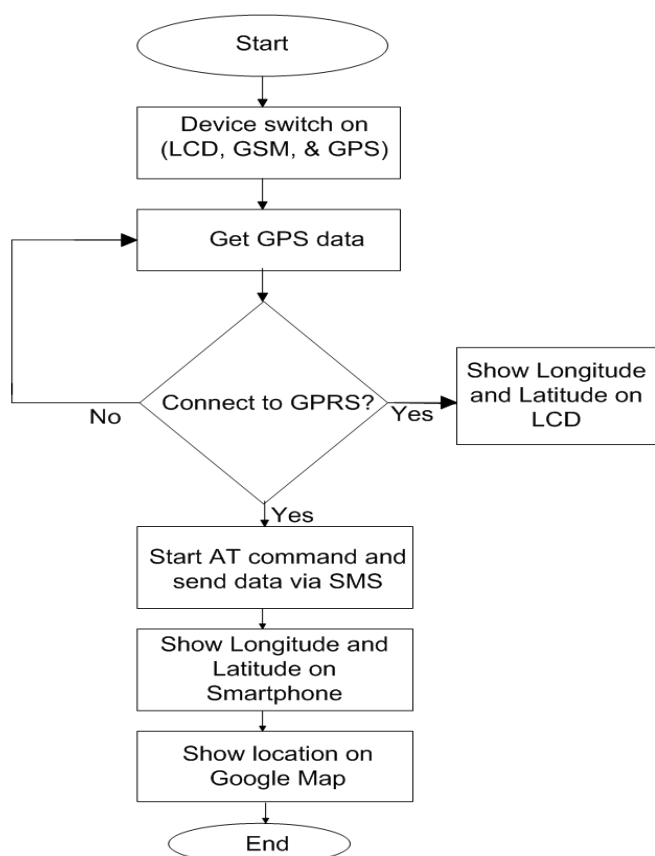 Start
Device switch on
(LCD, GSM, & GPS)
Get GPS data
Connect to GPRS?
No
Yes
Show Longitude
and Latitude on
LCD
Yes
Start AT command and
send data via SMS
Show Longitude and
Latitude on
Smartphone
Show location on
Google Map
End